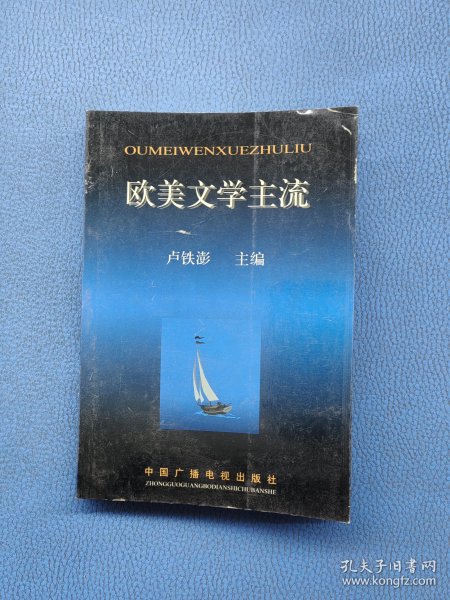 OUMEIWENXUEZHULIU
欧美文学主流
卢铁澎 主编
中国广播电视出版社
ZHONGGUOGUANGBODIANSHICHUBANSHE
孔夫子旧书网
www.kongfz.com